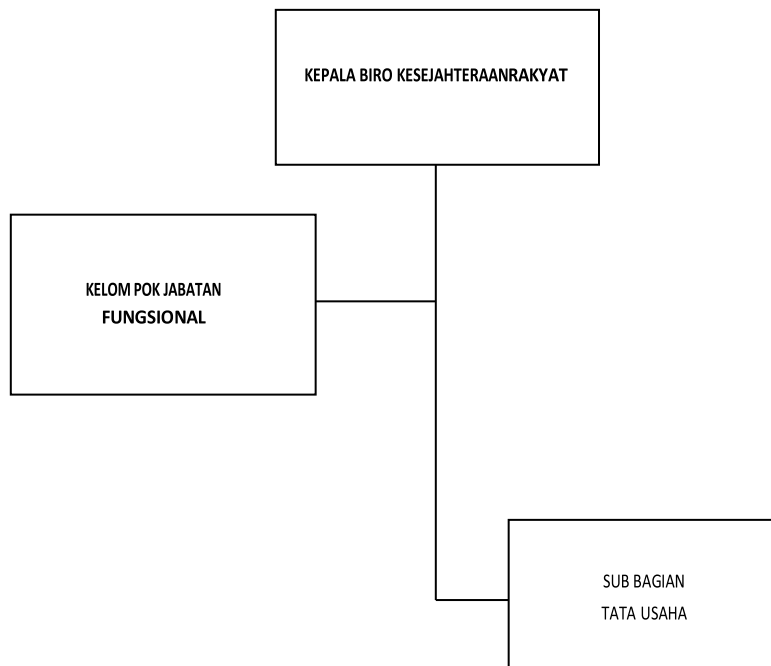 KEPALA BIRO KESEJAHTERAANRAKYAT
KELOM POK JABATAN
FUNGSIONAL
SUB BAGIAN
TATA USAHA